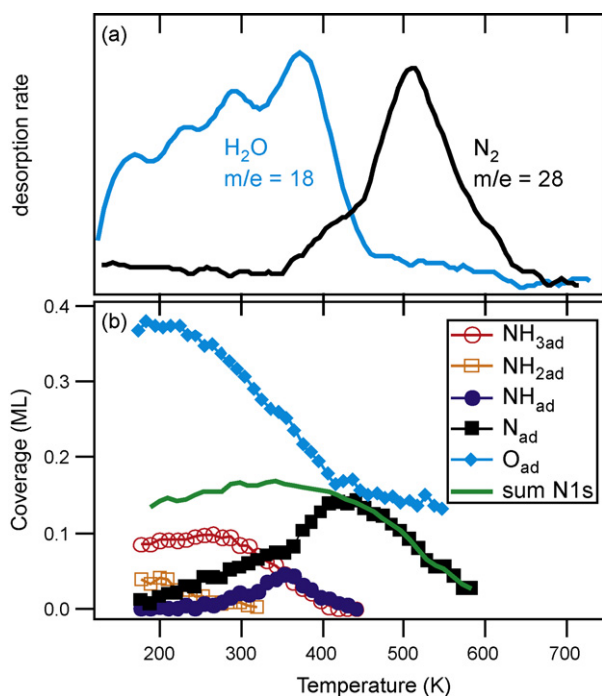 (a)
desorption rate
H₂O
m/e = 18
N₂
m/e = 28
(b)
0.4
0.3
0.2
0.1
0.0
Coverage (ML)
NH₃ad
NH₂ad
NHad
Nad
Oad
sum N1s
200 300 400 500 600 700
Temperature (K)